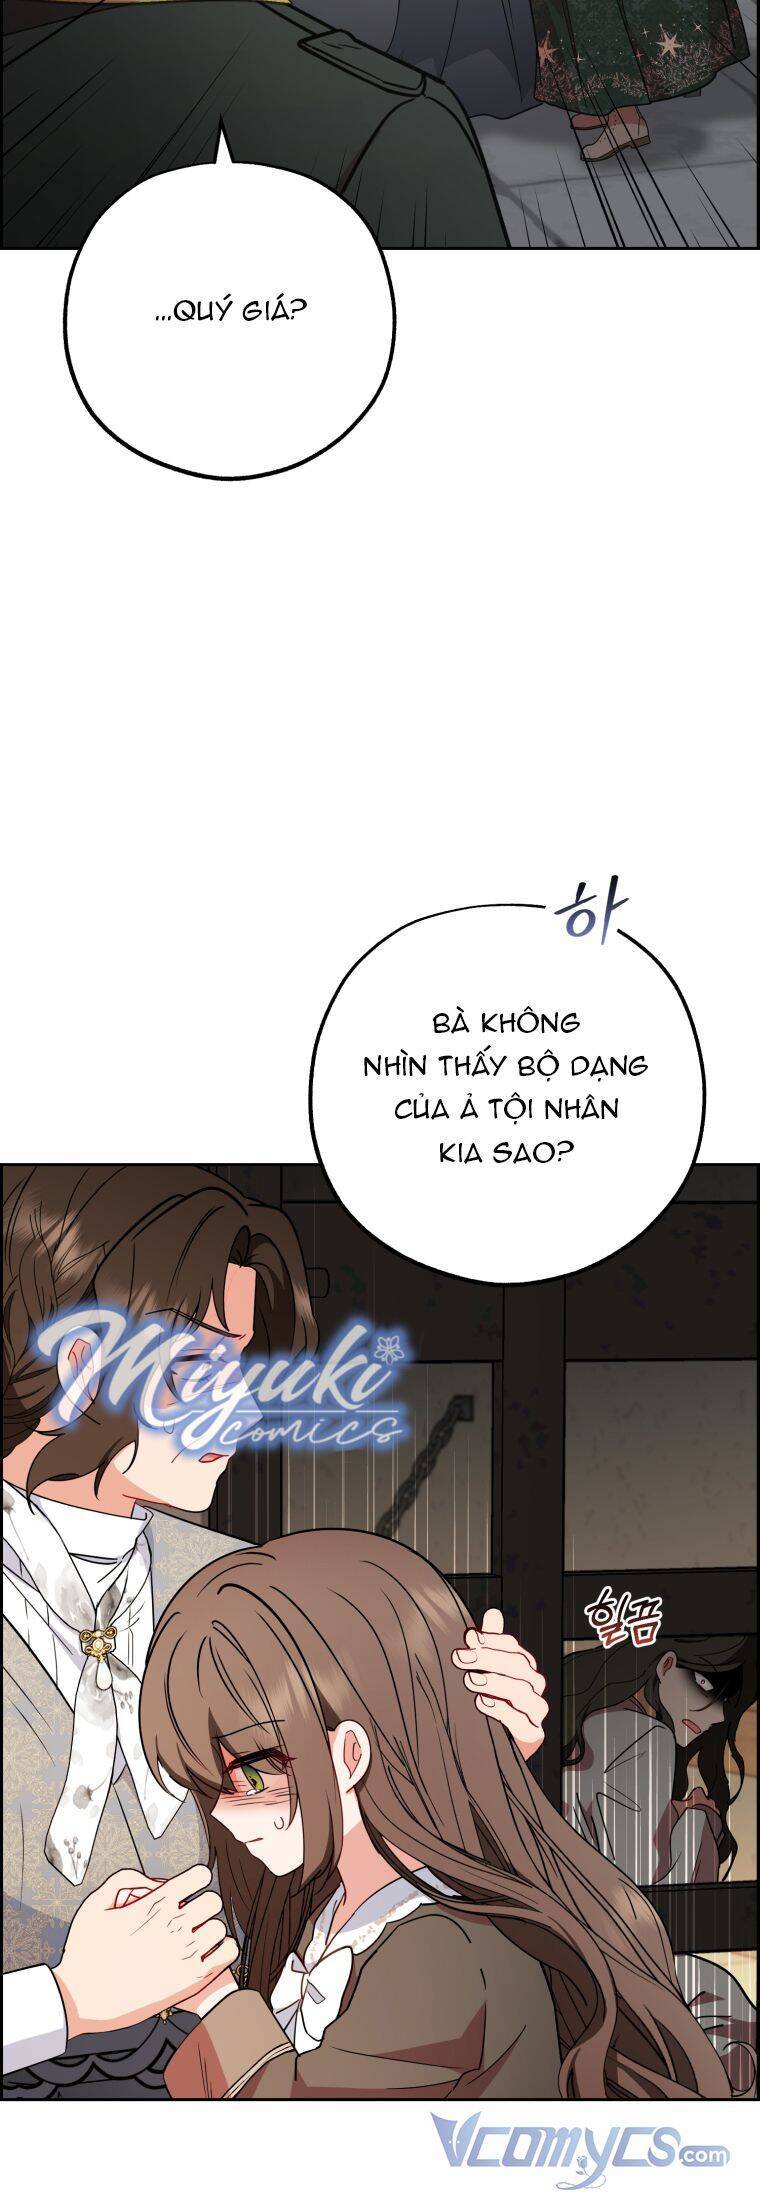 ...QUÝ GIÁ?
하
BÀ KHÔNG
NHÌN THẤY BỘ DẠNG
CỦA Ả TỘI NHÂN
KIA SAO?
Miyuki
comics
힐끔
Vcomycs.com